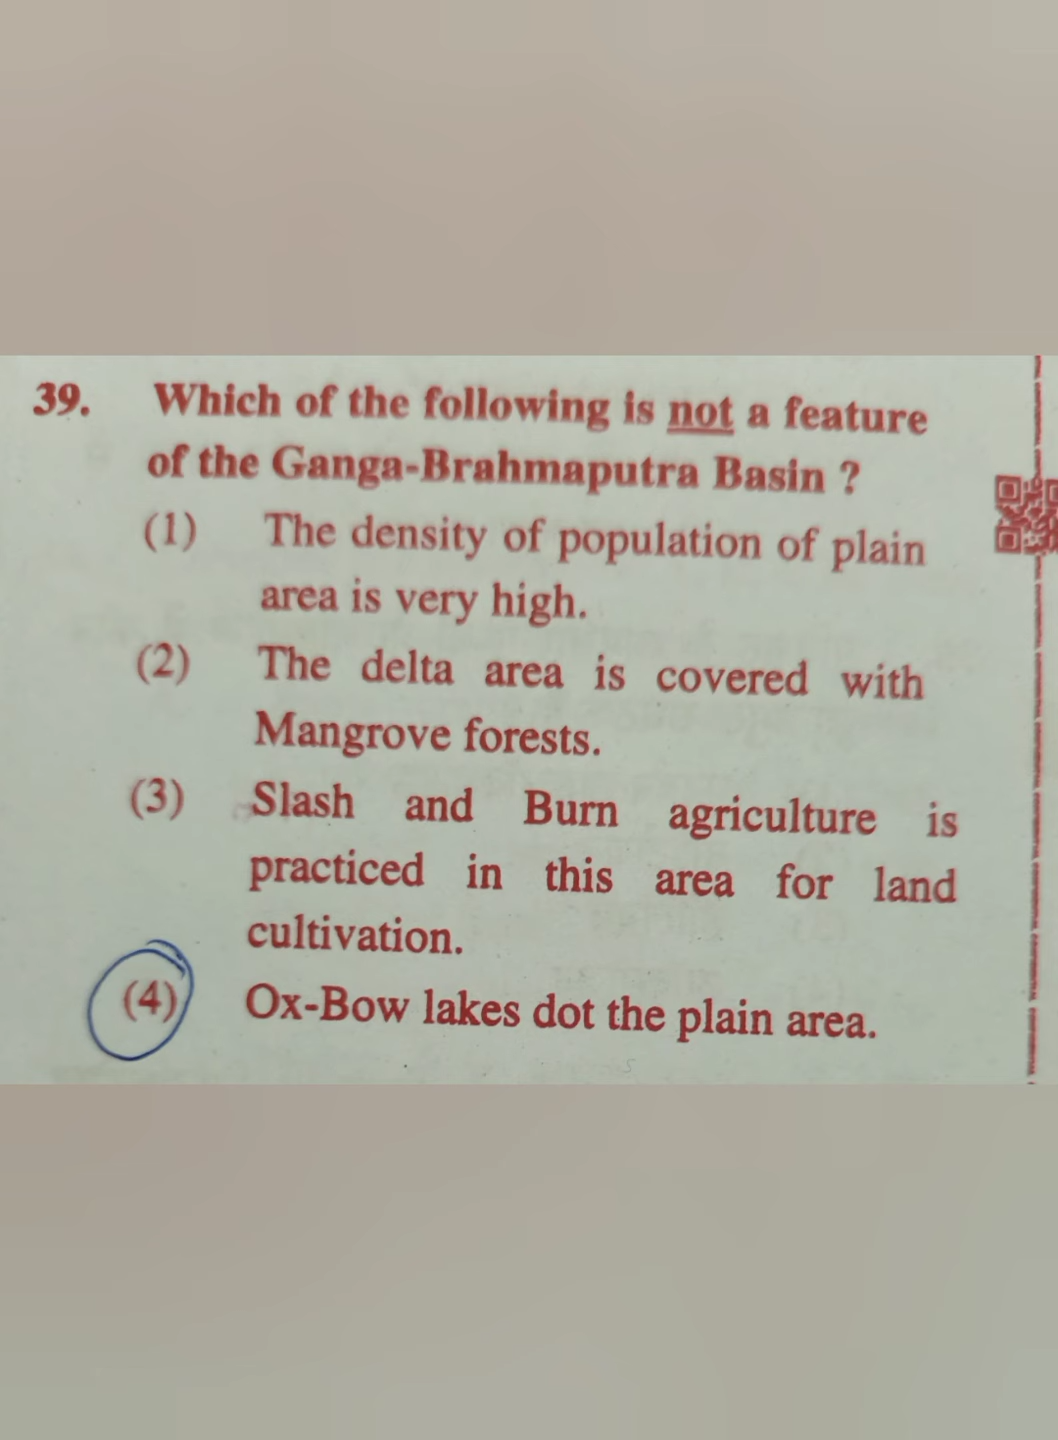 39. Which of the following is not a feature
of the Ganga-Brahmaputra Basin ?
(1) The density of population of plain
area is very high.
(2) The delta area is covered with
Mangrove forests.
(3) Slash and Burn agriculture is
practiced in this area for land
cultivation.
(4) Ox-Bow lakes dot the plain area.